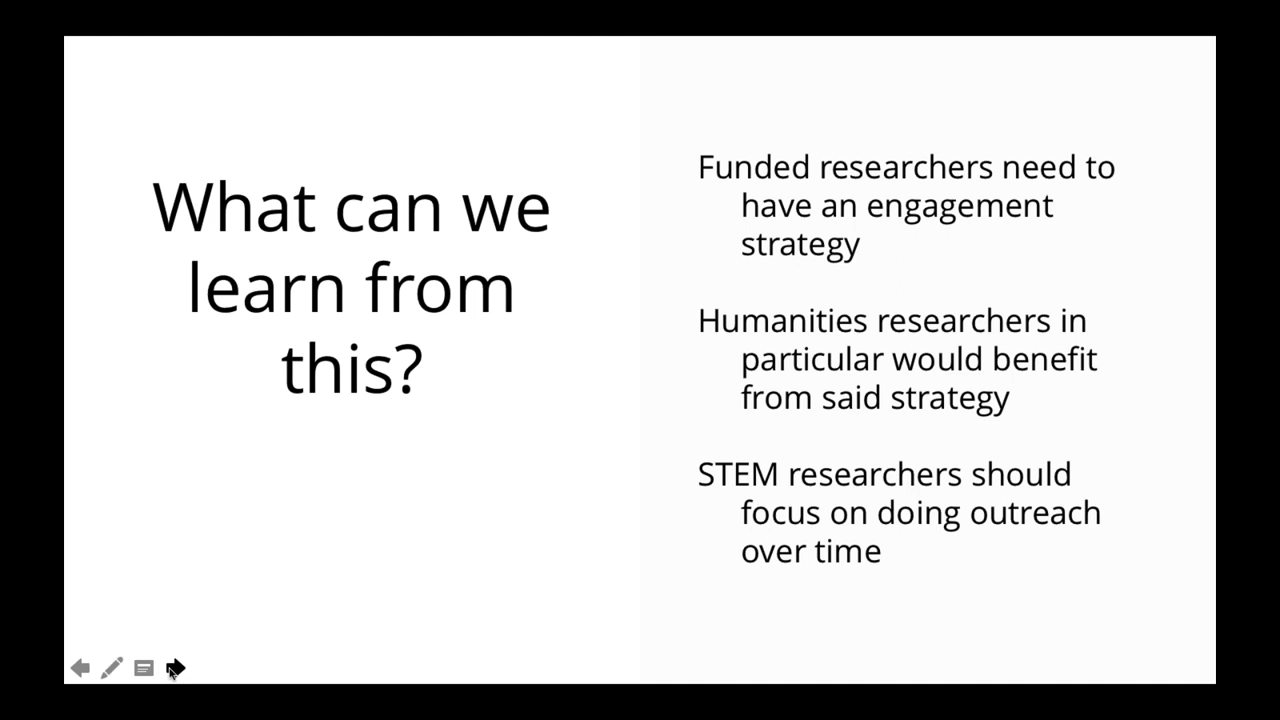 What can we
learn from
this?
Funded researchers need to
have an engagement
strategy
Humanities researchers in
particular would benefit
from said strategy
STEM researchers should
focus on doing outreach
over time